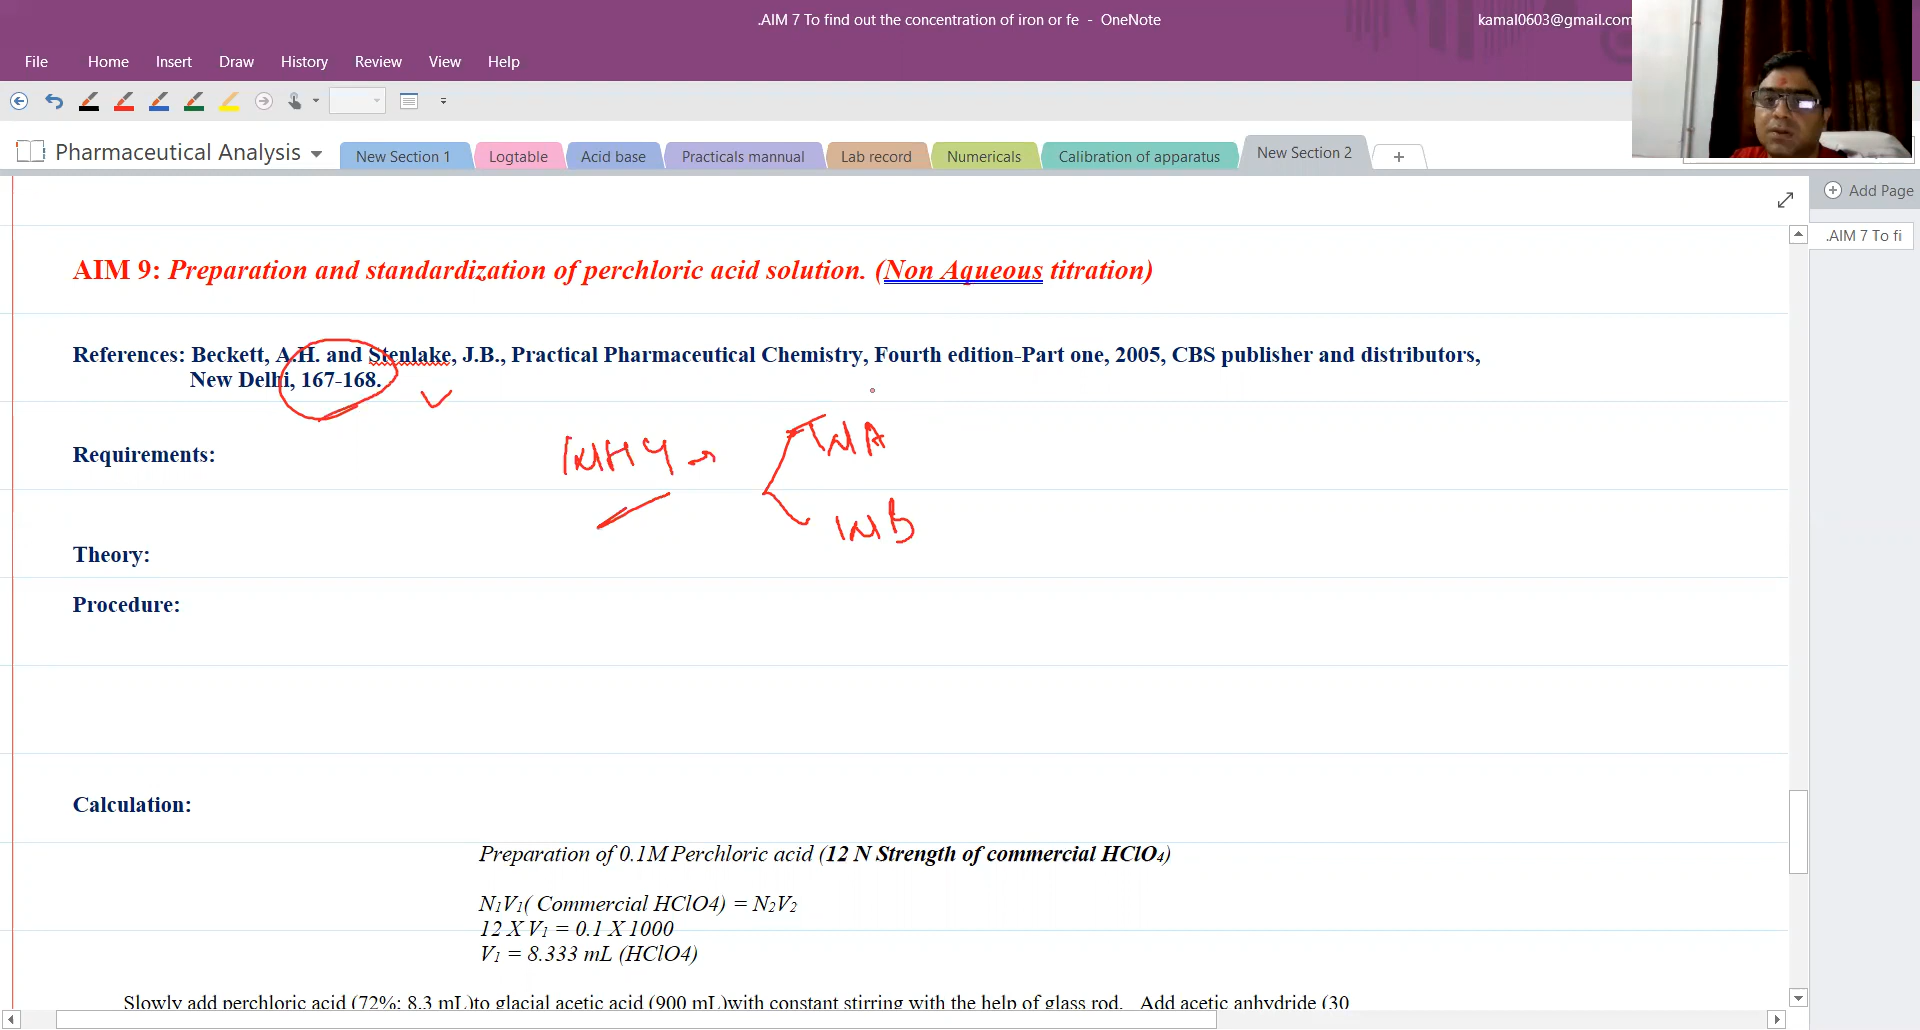 .AIM 7 To find out the concentration of iron or fe - OneNote
kamal0603@gmail.com
File Home Insert Draw History Review View Help
Pharmaceutical Analysis New Section 1 Logtable Acid base Practicals mannual Lab record Numericals Calibration of apparatus New Section 2 +
Add Page
.AIM 7 To fi
AIM 9: Preparation and standardization of perchloric acid solution. (Non Aqueous titration)
References: Beckett, A.H. and Stenlake, J.B., Practical Pharmaceutical Chemistry, Fourth edition-Part one, 2005, CBS publisher and distributors,
New Delhi, 167-168.
Requirements:
Theory:
Procedure:
Calculation:
Preparation of 0.1M Perchloric acid (12 N Strength of commercial HClO₄)
N₁V₁( Commercial HClO4) = N₂V₂
12 X V₁ = 0.1 X 1000
V₁ = 8.333 mL (HClO4)
Slowly add perchloric acid (72%; 8.3 mL)to glacial acetic acid (900 mL)with constant stirring with the help of glass rod. Add acetic anhydride (30